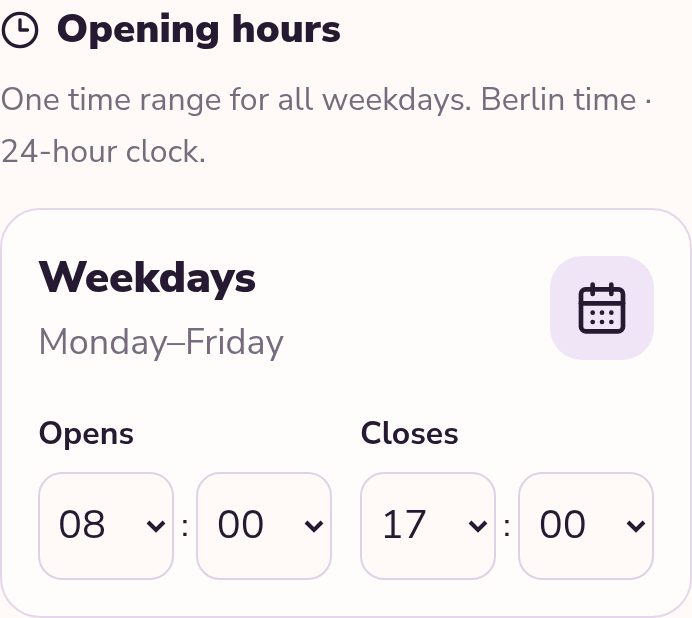 Opening hours
One time range for all weekdays. Berlin time ·
24-hour clock.
Weekdays
Monday–Friday
Opens Closes
08 : 00 17 : 00